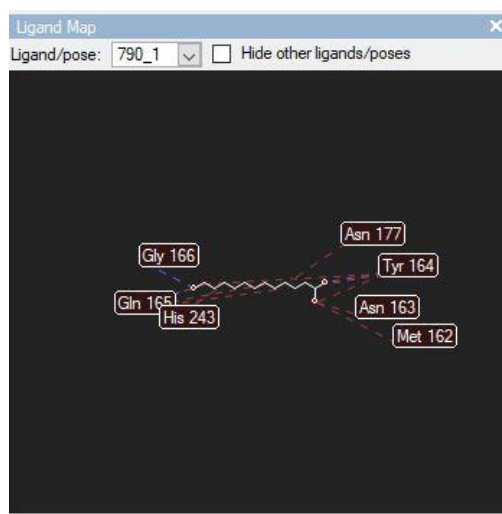 Ligand Map
Ligand/pose: 790_1 Hide other ligands/poses
Asn 177
Gly 166
Tyr 164
Gln 165
His 243
Asn 163
Met 162